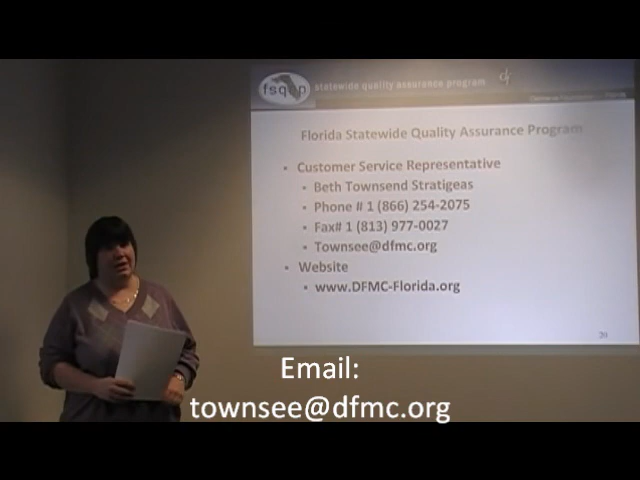 fsqap statewide quality assurance program
Florida Statewide Quality Assurance Program
Customer Service Representative
Beth Townsend Stratigeas
Phone # 1 (866) 254-2075
Fax# 1 (813) 977-0027
Townsee@dfmc.org
Website
www.DFMC-Florida.org
39
Email:
townsee@dfmc.org